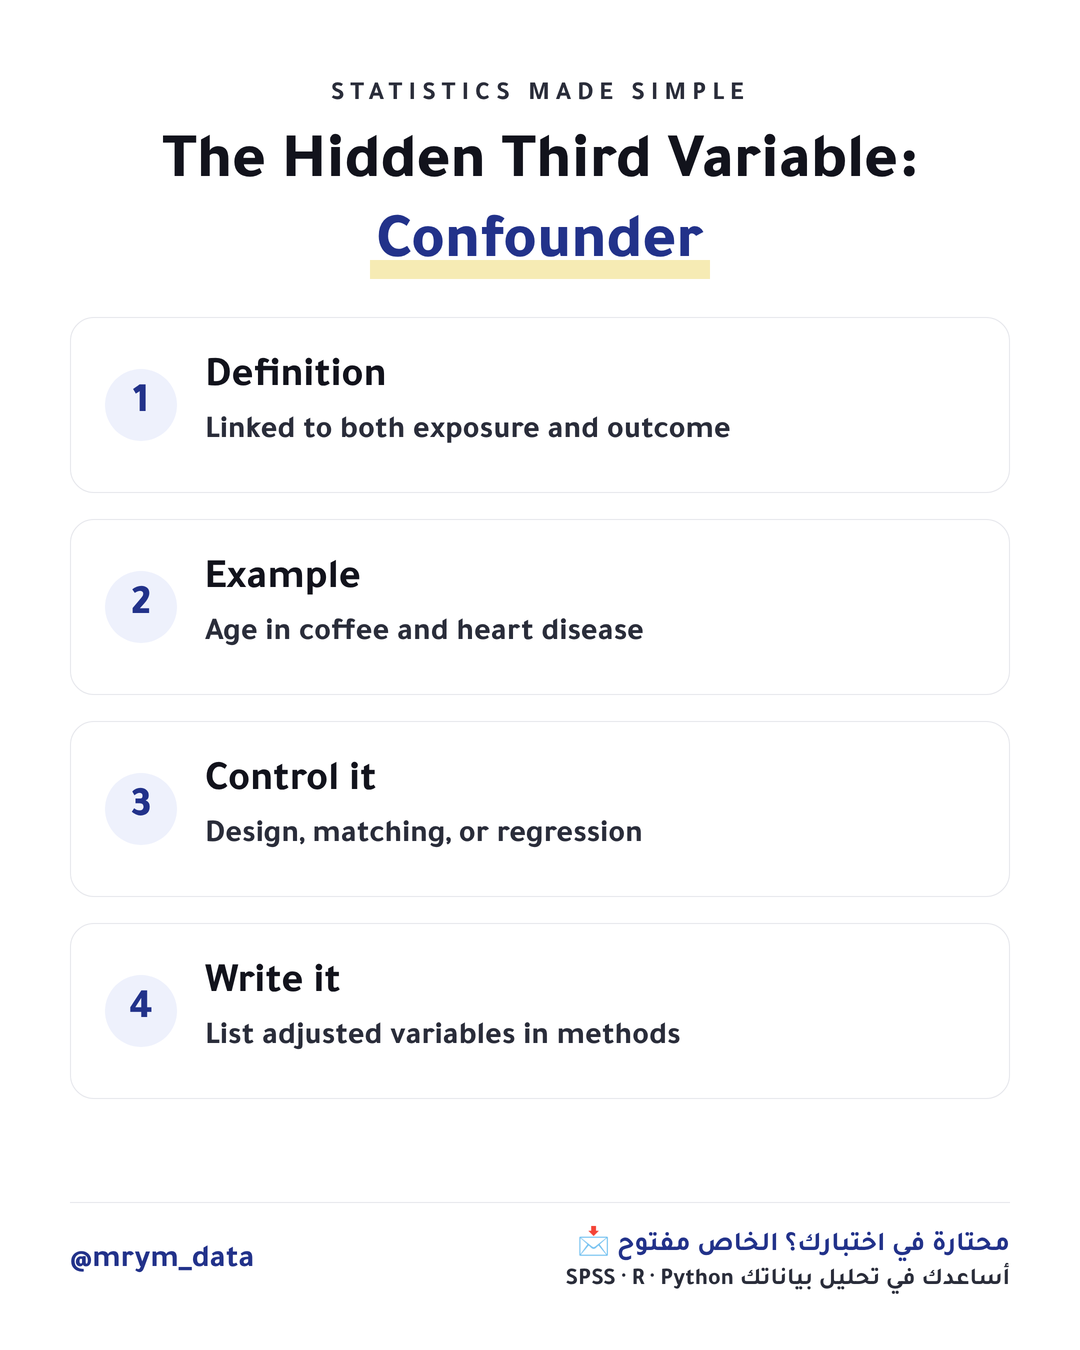 STATISTICS MADE SIMPLE
The Hidden Third Variable:
Confounder
1
Definition
Linked to both exposure and outcome
2
Example
Age in coffee and heart disease
3
Control it
Design, matching, or regression
4
Write it
List adjusted variables in methods
@mrym_data
محتارة في اختبارك؟ الخاص مفتوح 📩
أساعدك في تحليل بياناتك SPSS · R · Python